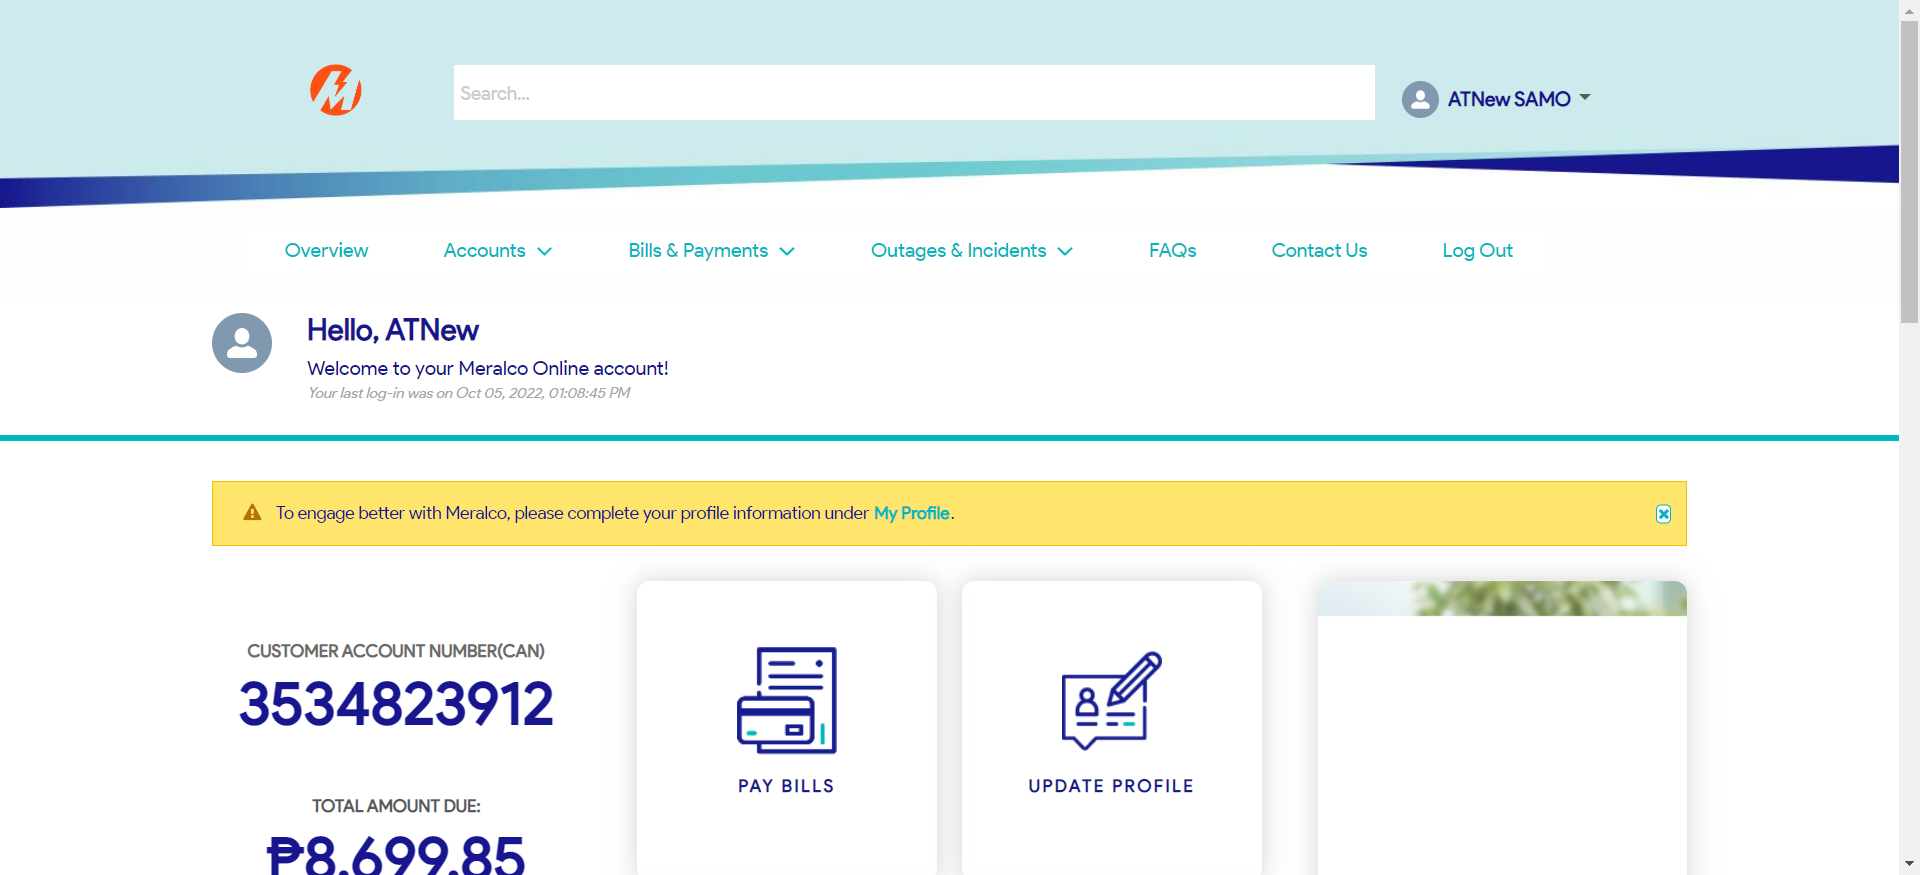 Search...
ATNew SAMO
Overview
Accounts
Bills & Payments
Outages & Incidents
FAQs
Contact Us
Log Out
Hello, ATNew
Welcome to your Meralco Online account!
Your last log-in was on Oct 05, 2022, 01:08:45 PM
To engage better with Meralco, please complete your profile information under My Profile.
CUSTOMER ACCOUNT NUMBER(CAN)
3534823912
TOTAL AMOUNT DUE:
₱8,699.85
PAY BILLS
UPDATE PROFILE